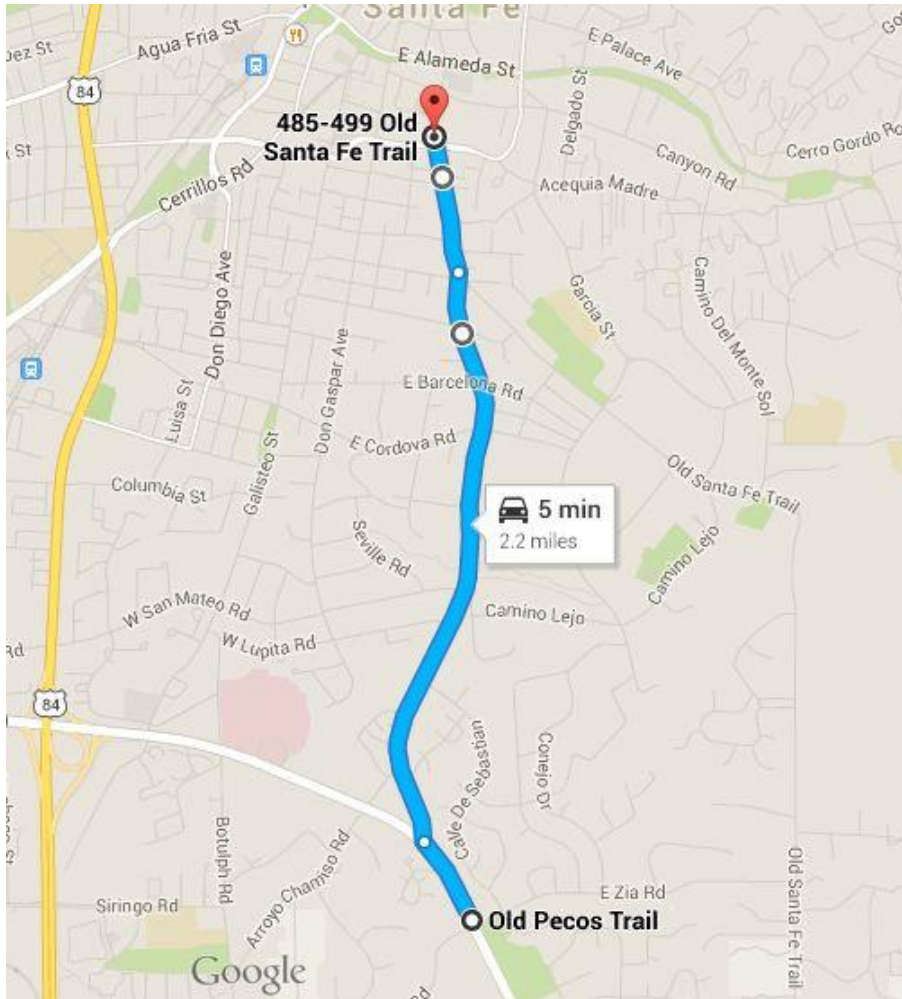 Santa Fe
Agua Fria St
E Palace Ave
E Alameda St
84
485-499 Old
Santa Fe Trail
Delgado St
Canyon Rd
Cerro Gordo Rd
Cerrillos Rd
Acequia Madre
Don Diego Ave
Garcia St
Camino Del Monte Sol
Don Gaspar Ave
E Barcelona Rd
Luisa St
E Cordova Rd
Galisteo St
Old Santa Fe Trail
Columbia St
5 min
2.2 miles
Seville Rd
Camino Lejo
W San Mateo Rd
Camino Lejo
W Lupita Rd
Rd
84
Calle De Sebastian
Conejo Dr
Botulph Rd
Arroyo Chamiso Rd
Old Santa Fe Trail
E Zia Rd
Siringo Rd
Old Pecos Trail
Google
Rd